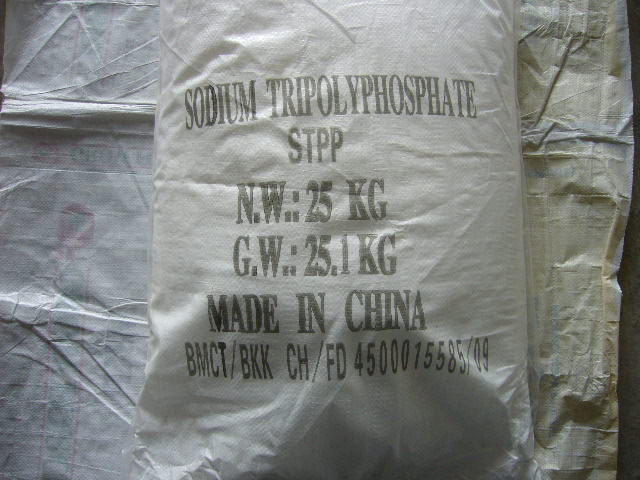 SODIUM TRIPOLYPHOSPHATE
STPP
N.W.: 25 KG
G.W.: 25.1 KG
MADE IN CHINA
BMCT/BKK CH/FD 4500015585/09